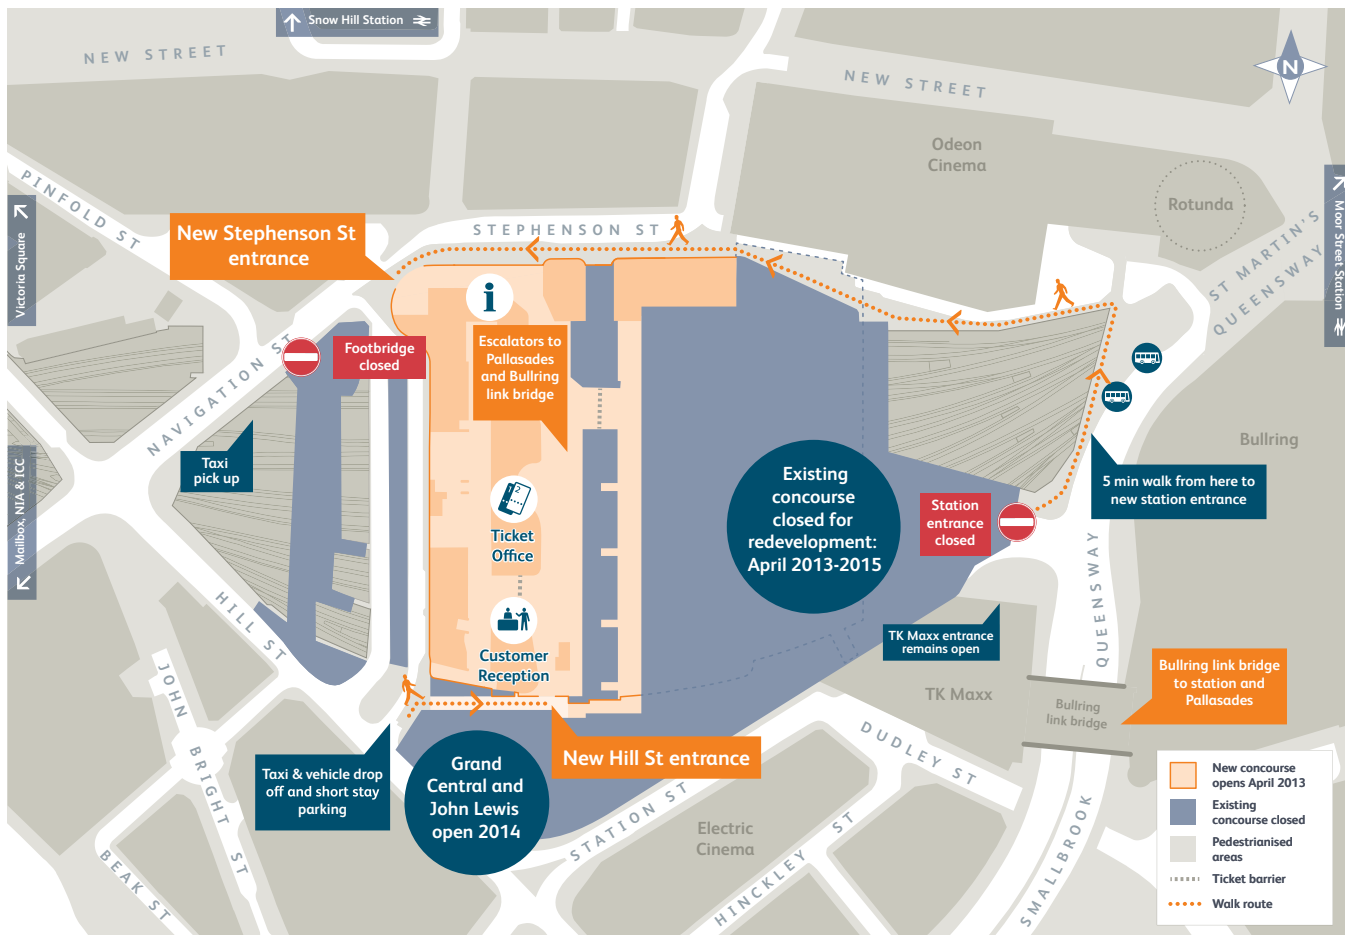 Snow Hill Station
NEW STREET
NEW STREET
N
Odeon
Cinema
Rotunda
PINFOLD ST
Victoria Square
New Stephenson St
entrance
STEPHENSON ST
ST MARTIN'S
QUEENSWAY
Moor Street Station
i
Footbridge
closed
Escalators to
Pallasades
and Bullring
link bridge
NAVIGATION ST
Taxi
pick up
Mailbox, NIA & ICC
Bullring
Existing
concourse
closed for
redevelopment:
April 2013-2015
5 min walk from here to
new station entrance
Station
entrance
closed
2
Ticket
Office
QUEENSWAY
HILL ST
TK Maxx entrance
remains open
Customer
Reception
Bullring link bridge
to station and
Pallasades
TK Maxx
Bullring
link bridge
JOHN BRIGHT ST
DUDLEY ST
New Hill St entrance
Taxi & vehicle drop
off and short stay
parking
Grand
Central and
John Lewis
open 2014
STATION ST
Electric
Cinema
HINCKLEY ST
SMALLBROOK
BEAK ST
New concourse
opens April 2013
Existing
concourse closed
Pedestrianised
areas
Ticket barrier
Walk route